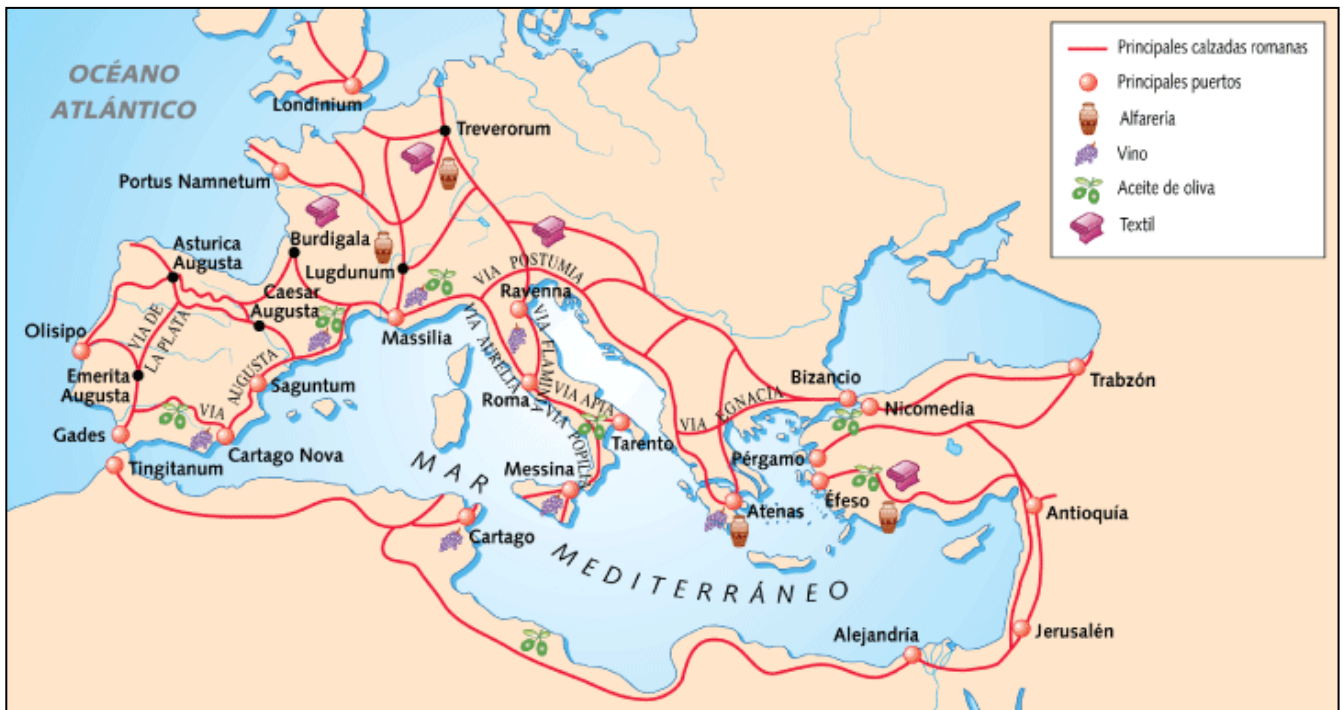 OCÉANO
ATLÁNTICO
Londinium
Treverorum
Portus Namnetum
Asturica
Augusta
Burdigala
Lugdunum
Caesar
Augusta
VIA POSTUMIA
Ravenna
Olisipo
VIA DE
LA PLATA
Massilia
VIA AURELIA
VIA FLAMINIA
Emerita
Augusta
VIA AUGUSTA
Saguntum
Roma
VIA APIA
Bizancio
Trabzón
Nicomedia
VIA EGNACIA
Gades
Cartago Nova
VIA POPILIA
Tarento
Pérgamo
Tingitanum
Messina
Atenas
Éfeso
Antioquía
Cartago
MAR MEDITERRÁNEO
Alejandría
Jerusalén
Principales calzadas romanas
Principales puertos
Alfarería
Vino
Aceite de oliva
Textil